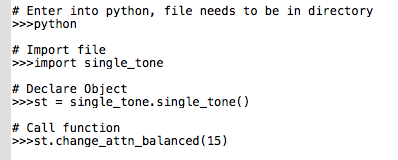 # Enter into python, file needs to be in directory
>>>python
# Import file
>>>import single_tone
# Declare Object
>>>st = single_tone.single_tone()
# Call function
>>>st.change_attn_balanced(15)